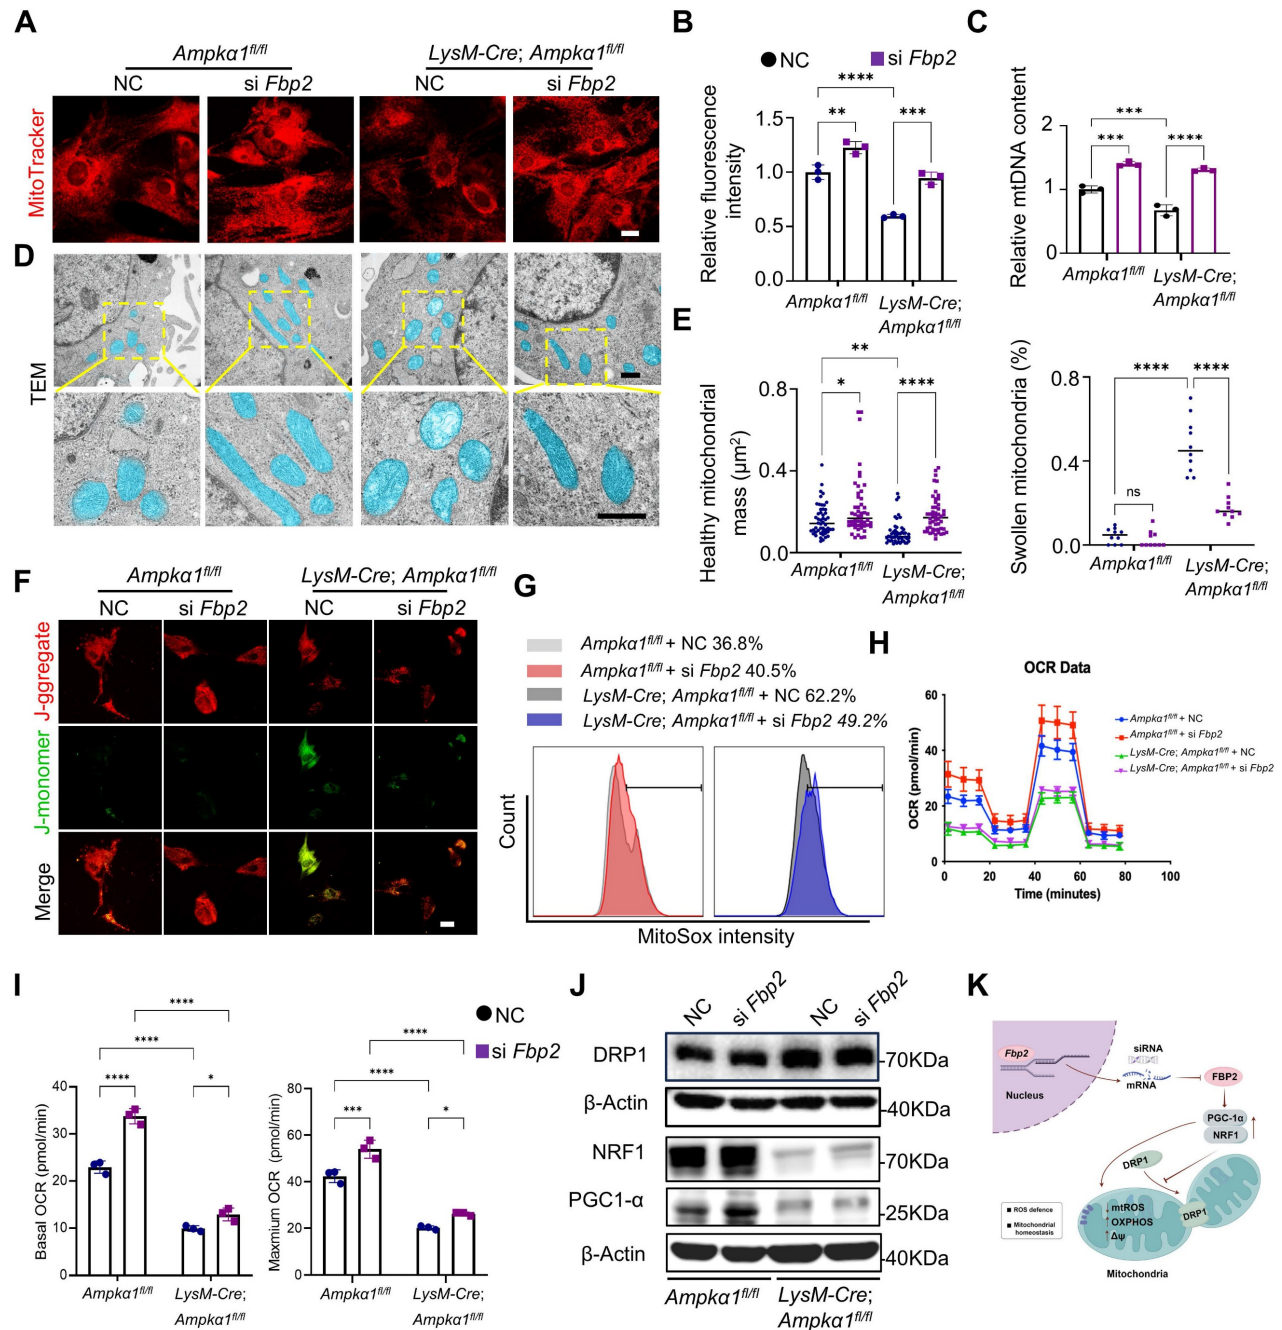 A
Ampkα1fl/fl
LysM-Cre; Ampkα1fl/fl
NC
si Fbp2
NC
si Fbp2
MitoTracker
B
NC
si Fbp2
****
**
***
Relative fluorescence
intensity
1.5
1.0
0.5
0.0
Ampkα1fl/fl
LysM-Cre;
Ampkα1fl/fl
C
***
***
****
Relative mtDNA content
2
1
0
Ampkα1fl/fl
LysM-Cre;
Ampkα1fl/fl
D
TEM
E
**
*
****
Healthy mitochondrial
mass (μm2)
0.8
0.4
0.0
Ampkα1fl/fl
LysM-Cre;
Ampkα1fl/fl
****
****
ns
Swollen mitochondria (%)
0.8
0.4
0.0
Ampkα1fl/fl
LysM-Cre;
Ampkα1fl/fl
F
Ampkα1fl/fl
LysM-Cre; Ampkα1fl/fl
NC
si Fbp2
NC
si Fbp2
J-ggregate
J-monomer
Merge
G
Ampkα1fl/fl + NC 36.8%
Ampkα1fl/fl + si Fbp2 40.5%
LysM-Cre; Ampkα1fl/fl + NC 62.2%
LysM-Cre; Ampkα1fl/fl + si Fbp2 49.2%
Count
MitoSox intensity
H
OCR Data
OCR (pmol/min)
60
40
20
0
0 20 40 60 80 100
Time (minutes)
Ampkα1fl/fl + NC
Ampkα1fl/fl + si Fbp2
LysM-Cre; Ampkα1fl/fl + NC
LysM-Cre; Ampkα1fl/fl + si Fbp2
I
NC
si Fbp2
****
****
****
*
Basal OCR (pmol/min)
40
30
20
10
0
Ampkα1fl/fl
LysM-Cre;
Ampkα1fl/fl
****
****
***
*
Maxmium OCR (pmol/min)
80
60
40
20
0
Ampkα1fl/fl
LysM-Cre;
Ampkα1fl/fl
J
NC
si Fbp2
NC
si Fbp2
DRP1
-70KDa
β-Actin
-40KDa
NRF1
-70KDa
PGC1-α
-25KDa
β-Actin
-40KDa
Ampkα1fl/fl
LysM-Cre;
Ampkα1fl/fl
K
Fbp2
Nucleus
siRNA
mRNA
FBP2
PGC-1α
NRF1
DRP1
DRP1
mtROS
OXPHOS
Δψ
ROS defence
Mitochondrial
homeostasis
Mitochondria